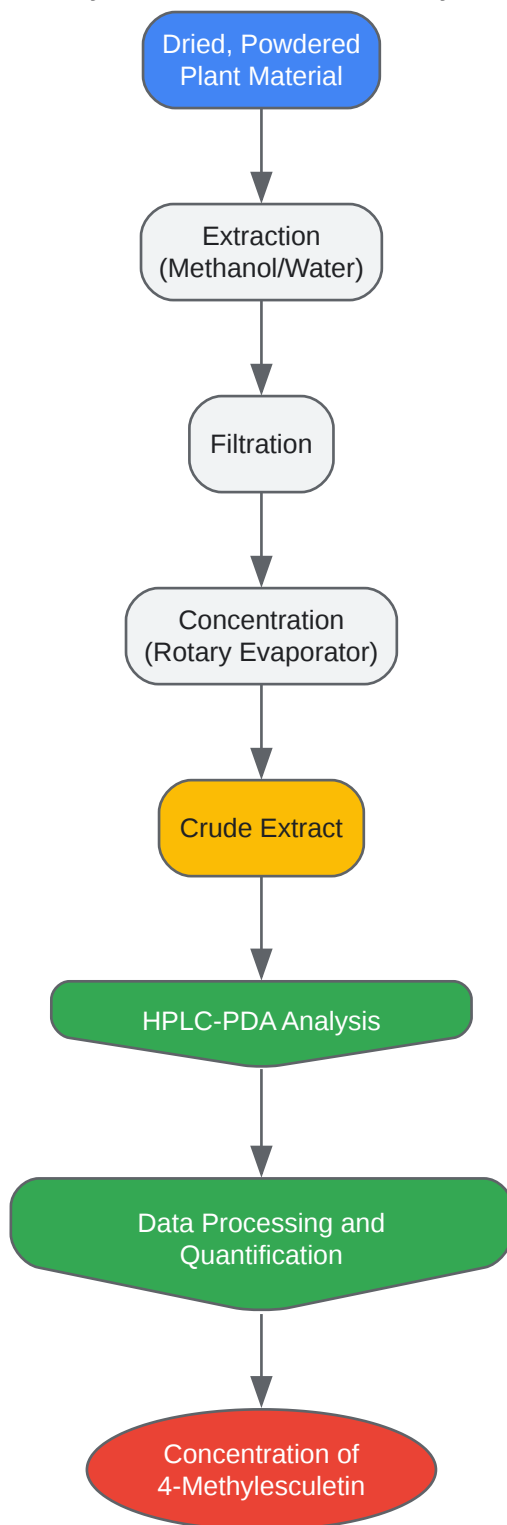 Dried, Powdered
Plant Material
Extraction
(Methanol/Water)
Filtration
Concentration
(Rotary Evaporator)
Crude Extract
HPLC-PDA Analysis
Data Processing and
Quantification
Concentration of
4-Methylesculetin